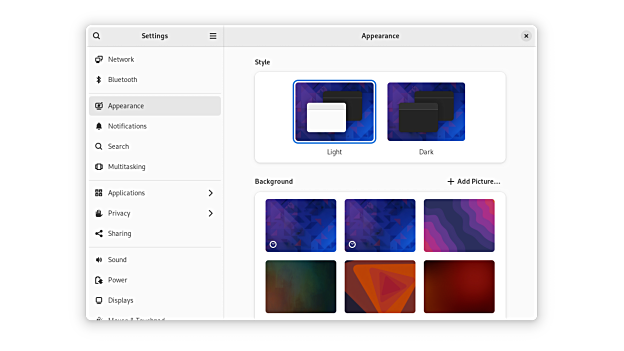 Settings
Appearance
Network
Bluetooth
Appearance
Notifications
Search
Multitasking
Applications
Privacy
Sharing
Sound
Power
Displays
Style
Light
Dark
Background
Add Picture...